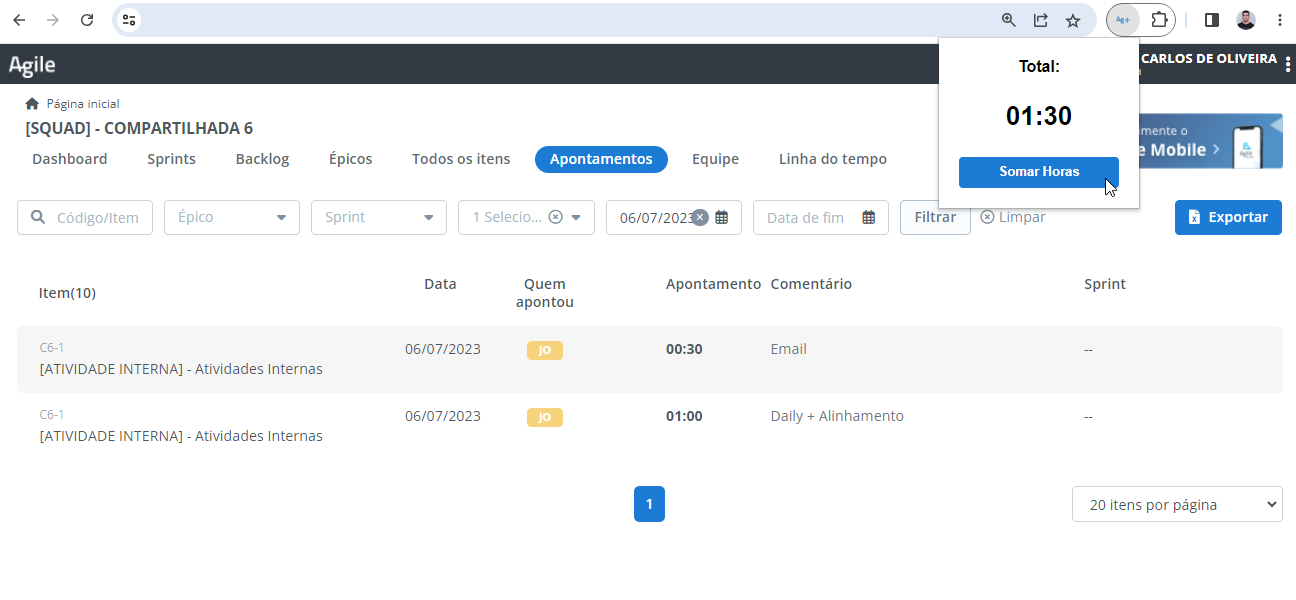 Ag+
Agile
Total:
01:30
Somar Horas
CARLOS DE OLIVEIRA
Página inicial
[SQUAD] - COMPARTILHADA 6
Dashboard Sprints Backlog Épicos Todos os itens Apontamentos Equipe Linha do tempo
Mobile
Código/Item Épico Sprint 1 Selecio... 06/07/2023 Data de fim Filtrar Limpar Exportar
Item(10) Data Quem apontou Apontamento Comentário Sprint
C6-1
[ATIVIDADE INTERNA] - Atividades Internas 06/07/2023 JO 00:30 Email --
C6-1
[ATIVIDADE INTERNA] - Atividades Internas 06/07/2023 JO 01:00 Daily + Alinhamento --
1 20 itens por página